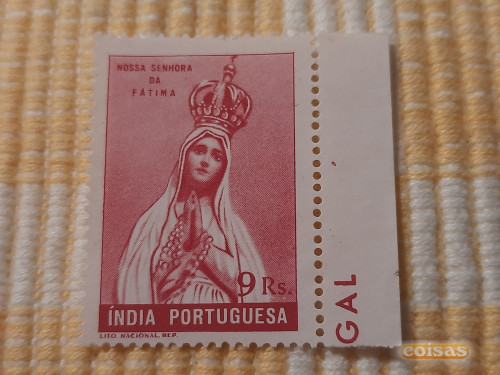 NOSSA SENHORA
DA
FÁTIMA
9 Rs.
ÍNDIA PORTUGUESA
LITO NACIONAL. REP.
GAL
coisas